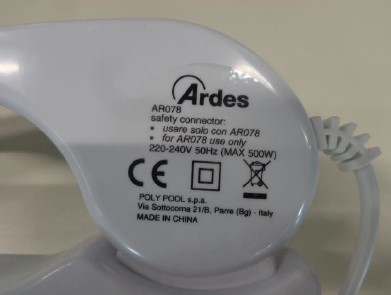 Ardes
AR078
safety connector:
• usare solo con AR078
• for AR078 use only
220-240V 50Hz (MAX 500W)
CE
POLY POOL s.p.a.
Via Sottocorna 21/B, Parre (Bg) - Italy
MADE IN CHINA